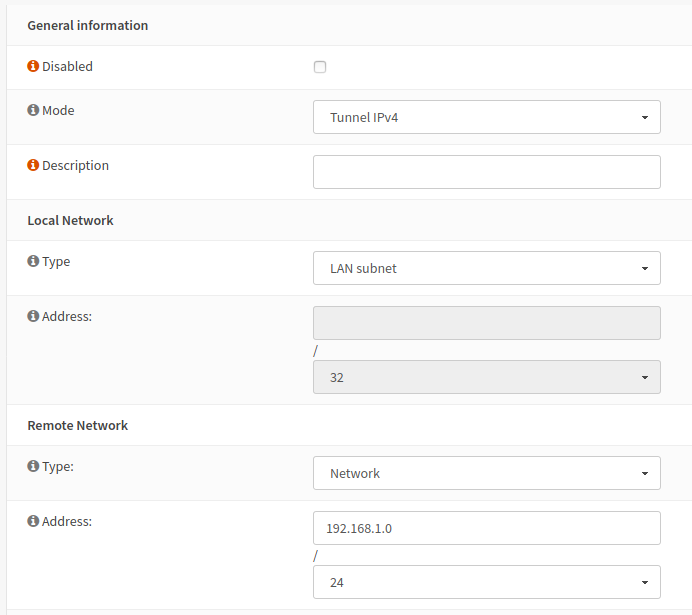 General information
Disabled
Mode
Tunnel IPv4
Description
Local Network
Type
LAN subnet
Address:
/
32
Remote Network
Type:
Network
Address:
192.168.1.0
/
24